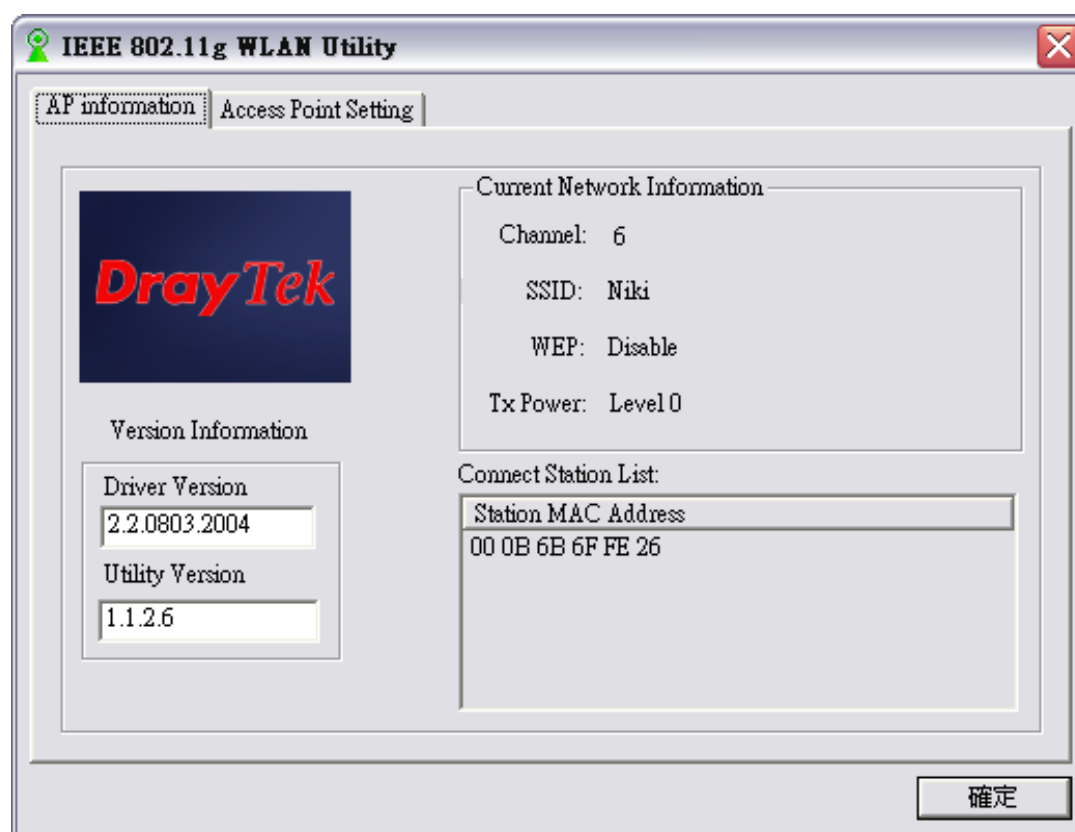 IEEE 802.11g WLAN Utility
AP information
Access Point Setting
DrayTek
Version Information
Driver Version
2.2.0803.2004
Utility Version
1.1.2.6
Current Network Information
Channel: 6
SSID: Niki
WEP: Disable
Tx Power: Level 0
Connect Station List:
Station MAC Address
00 0B 6B 6F FE 26
確定